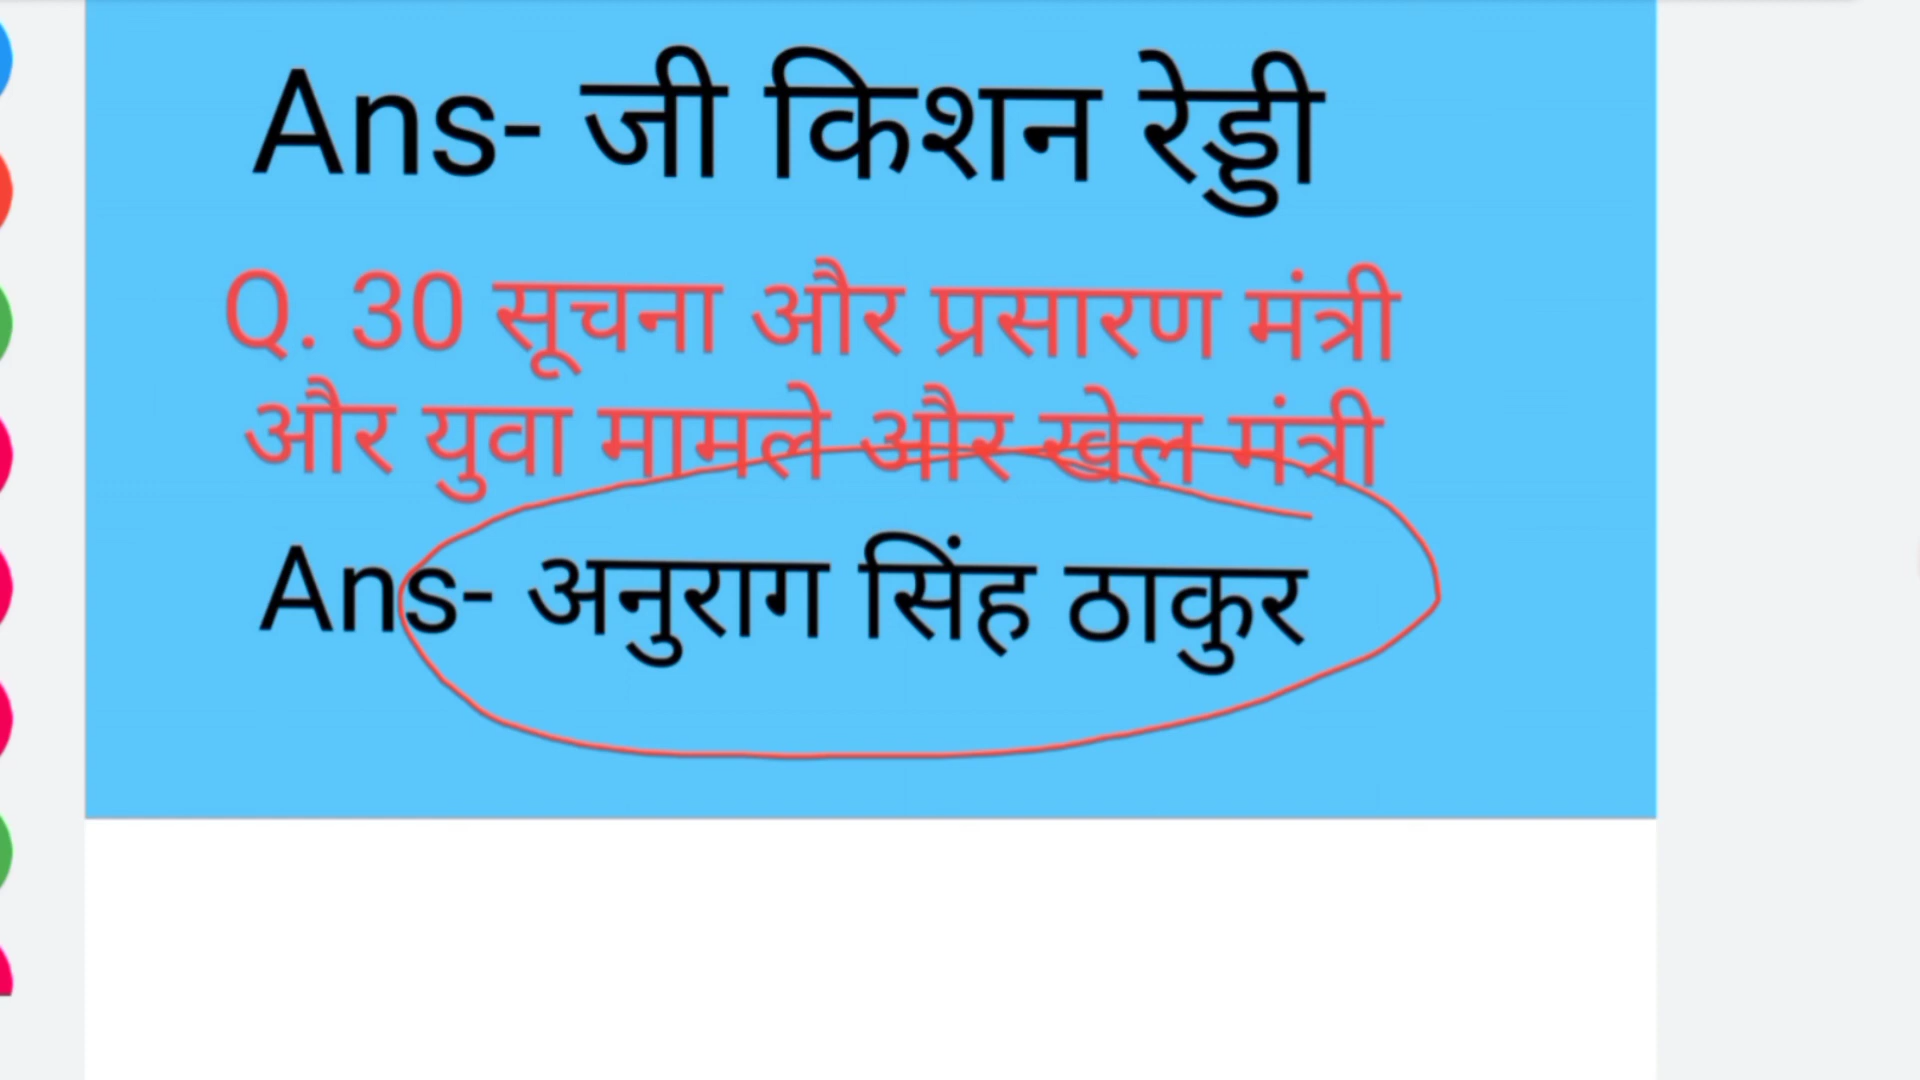 Ans- जी किशन रेड्डी
Q. 30 सूचना और प्रसारण मंत्री
और युवा मामले और खेल मंत्री
Ans- अनुराग सिंह ठाकुर